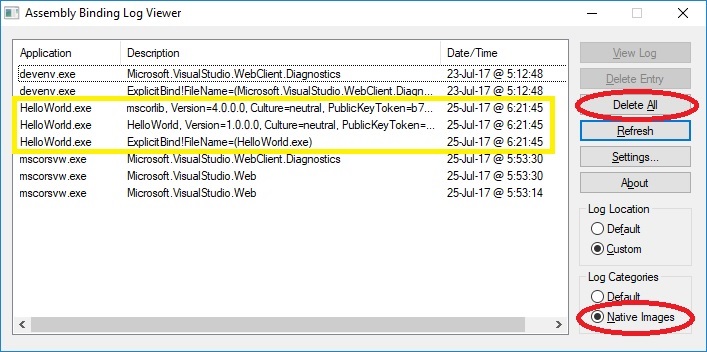 Assembly Binding Log Viewer
Application Description Date/Time
devenv.exe Microsoft.VisualStudio.WebClient.Diagnostics 23-Jul-17 @ 5:12:48
devenv.exe ExplicitBind!FileName=(Microsoft.VisualStudio.WebClient.Diagn... 23-Jul-17 @ 5:12:48
HelloWorld.exe mscorlib, Version=4.0.0.0, Culture=neutral, PublicKeyToken=b7... 25-Jul-17 @ 6:21:45
HelloWorld.exe HelloWorld, Version=1.0.0.0, Culture=neutral, PublicKeyToken=... 25-Jul-17 @ 6:21:45
HelloWorld.exe ExplicitBind!FileName=(HelloWorld.exe) 25-Jul-17 @ 6:21:45
mscorsvw.exe Microsoft.VisualStudio.WebClient.Diagnostics 25-Jul-17 @ 5:53:30
mscorsvw.exe Microsoft.VisualStudio.Web 25-Jul-17 @ 5:53:30
mscorsvw.exe Microsoft.VisualStudio.Web 25-Jul-17 @ 5:53:14
View Log
Delete Entry
Delete All
Refresh
Settings...
About
Log Location
Default
Custom
Log Categories
Default
Native Images